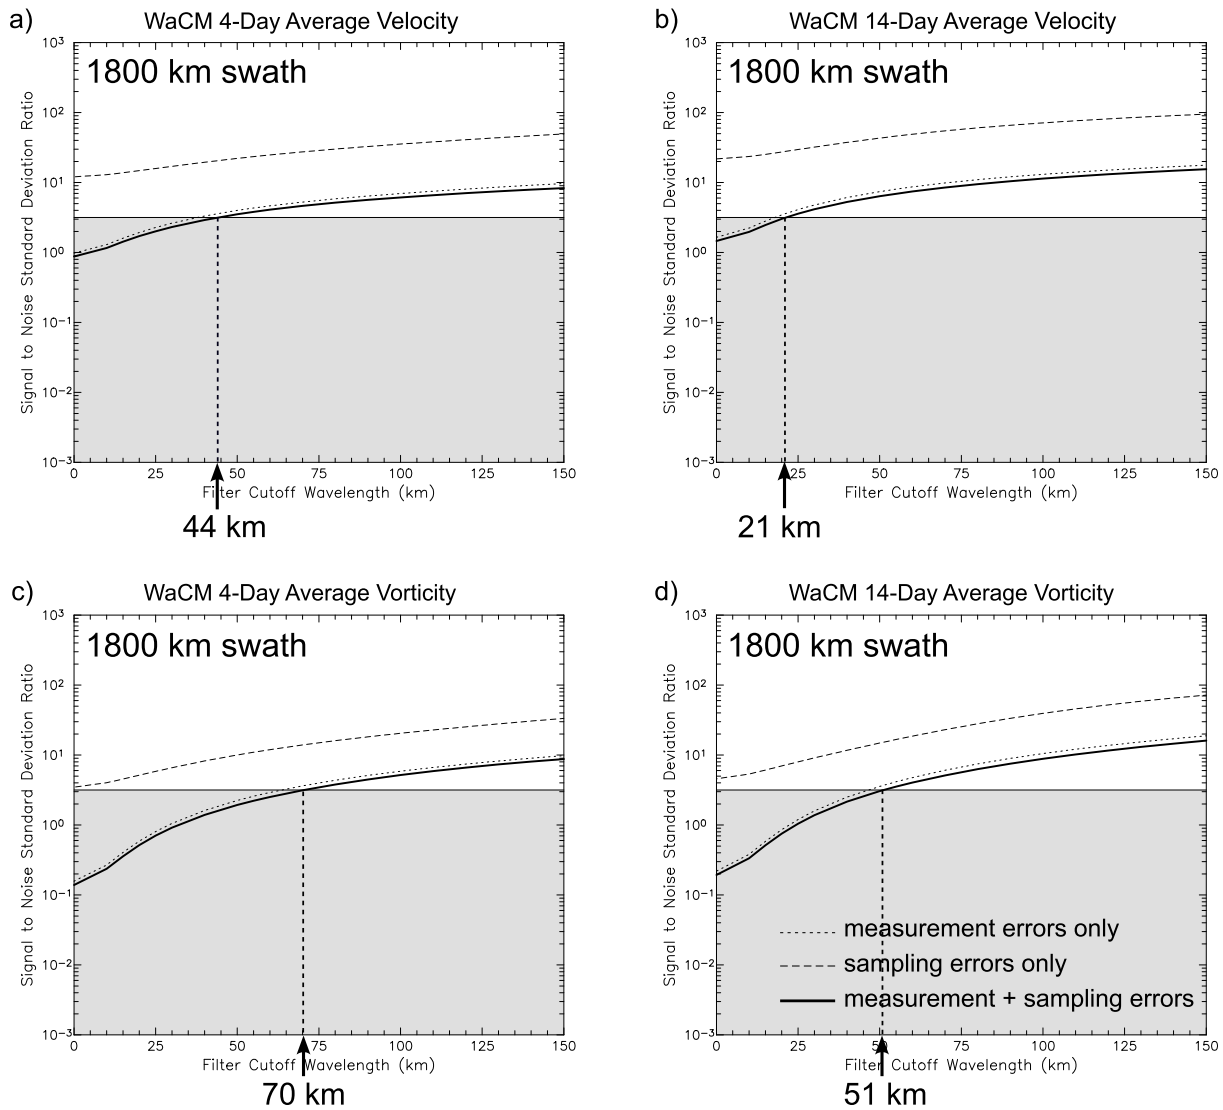 a)
WaCM 4-Day Average Velocity
1800 km swath
Signal to Noise Standard Deviation Ratio
10³
10²
10¹
10⁰
10⁻¹
10⁻²
10⁻³
0 25 50 75 100 125 150
Filter Cutoff Wavelength (km)
44 km
b)
WaCM 14-Day Average Velocity
1800 km swath
Signal to Noise Standard Deviation Ratio
10³
10²
10¹
10⁰
10⁻¹
10⁻²
10⁻³
0 25 50 75 100 125 150
Filter Cutoff Wavelength (km)
21 km
c)
WaCM 4-Day Average Vorticity
1800 km swath
Signal to Noise Standard Deviation Ratio
10³
10²
10¹
10⁰
10⁻¹
10⁻²
10⁻³
0 25 50 75 100 125 150
Filter Cutoff Wavelength (km)
70 km
d)
WaCM 14-Day Average Vorticity
1800 km swath
Signal to Noise Standard Deviation Ratio
10³
10²
10¹
10⁰
10⁻¹
10⁻²
10⁻³
measurement errors only
sampling errors only
measurement + sampling errors
0 25 50 75 100 125 150
Filter Cutoff Wavelength (km)
51 km